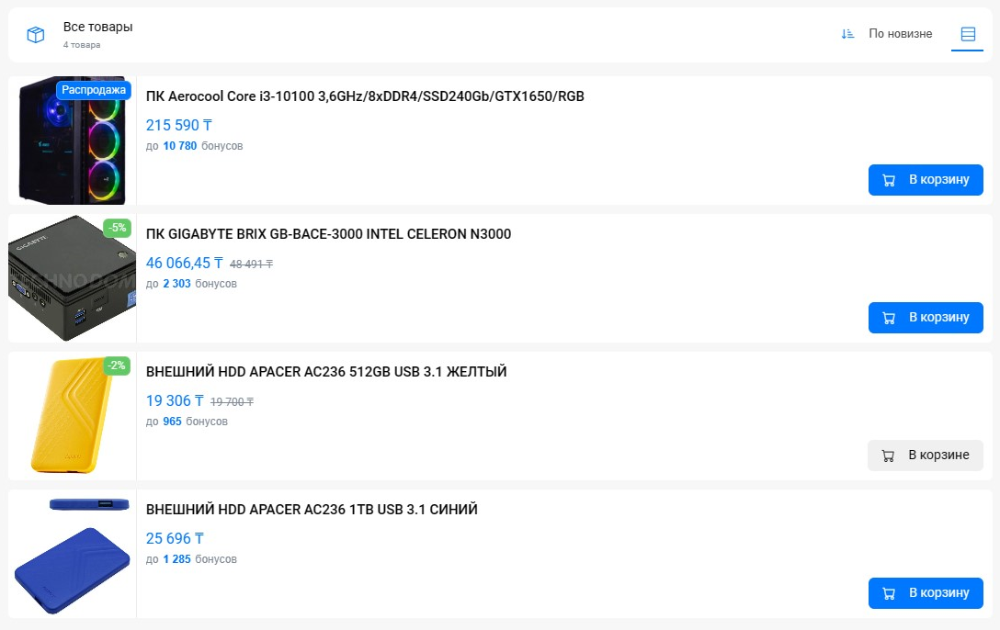 Все товары
4 товара
По новизне
Распродажа
ПК Aerocool Core i3-10100 3,6GHz/8xDDR4/SSD240Gb/GTX1650/RGB
215 590 ₸
до 10 780 бонусов
В корзину
-5%
GIGABYTE
TECHNODOM
ПК GIGABYTE BRIX GB-BACE-3000 INTEL CELERON N3000
46 066,45 ₸ 48 491 ₸
до 2 303 бонусов
В корзину
-2%
ВНЕШНИЙ HDD APACER AC236 512GB USB 3.1 ЖЕЛТЫЙ
19 306 ₸ 19 700 ₸
до 965 бонусов
В корзине
ВНЕШНИЙ HDD APACER AC236 1TB USB 3.1 СИНИЙ
25 696 ₸
до 1 285 бонусов
В корзину